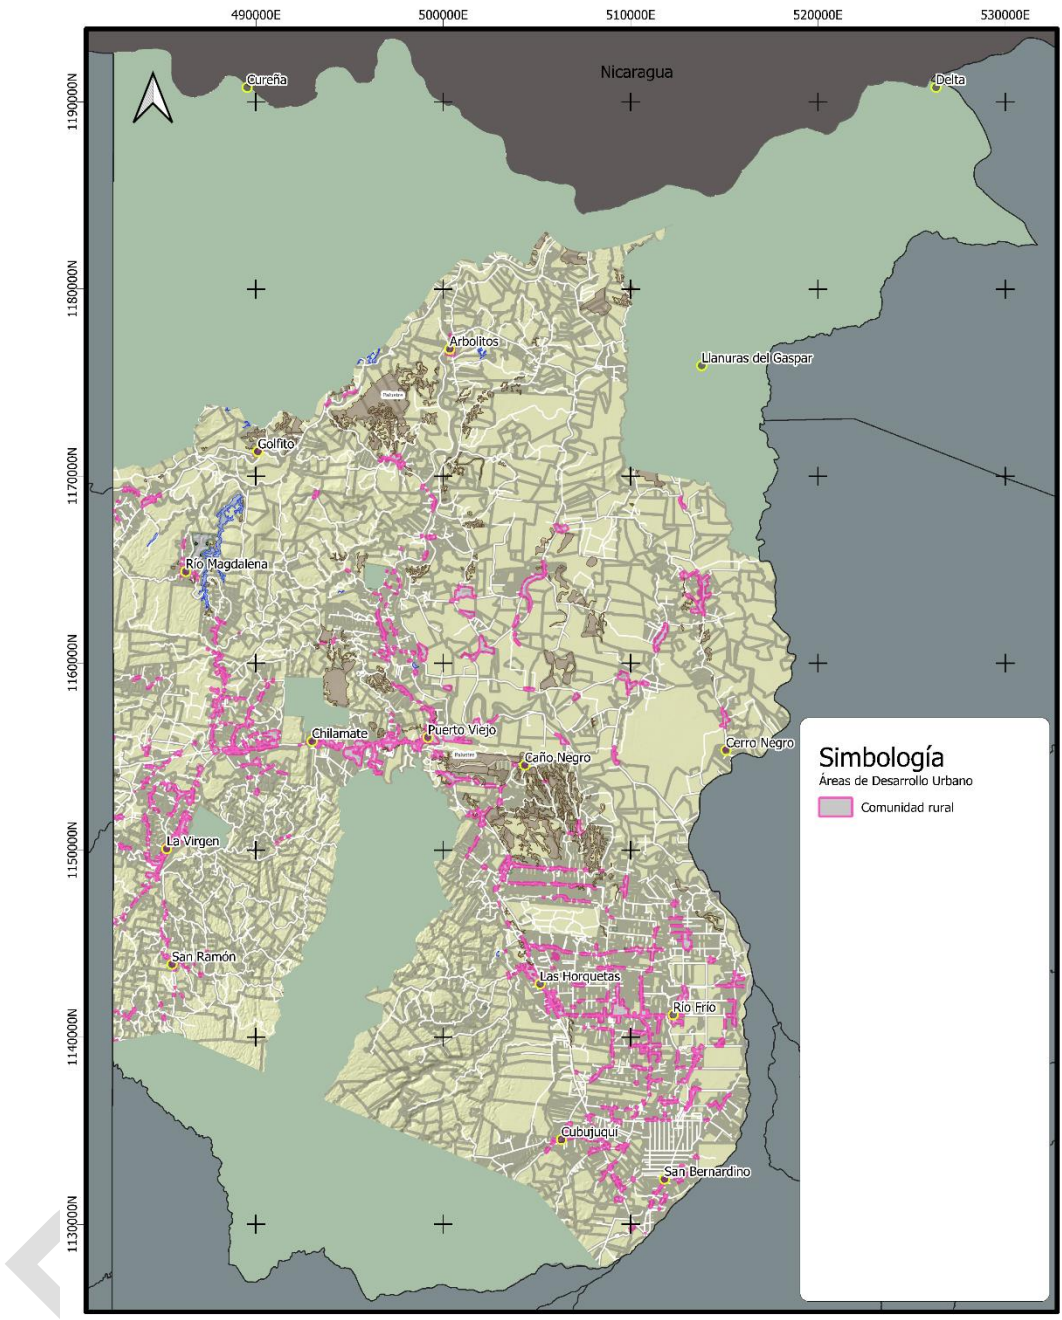 490000E 500000E 510000E 520000E 530000E
Nicaragua
Cureña
Delta
1190000N
1180000N
Arbolitos
Llanuras del Gaspar
Golfito
1170000N
Río Magdalena
1160000N
Chilamate
Puerto Viejo
Cerro Negro
Caño Negro
Simbología
Áreas de Desarrollo Urbano
Comunidad rural
La Virgen
1150000N
San Ramón
Las Horquetas
Río Frío
1140000N
Cubujuquí
San Bernardino
1130000N